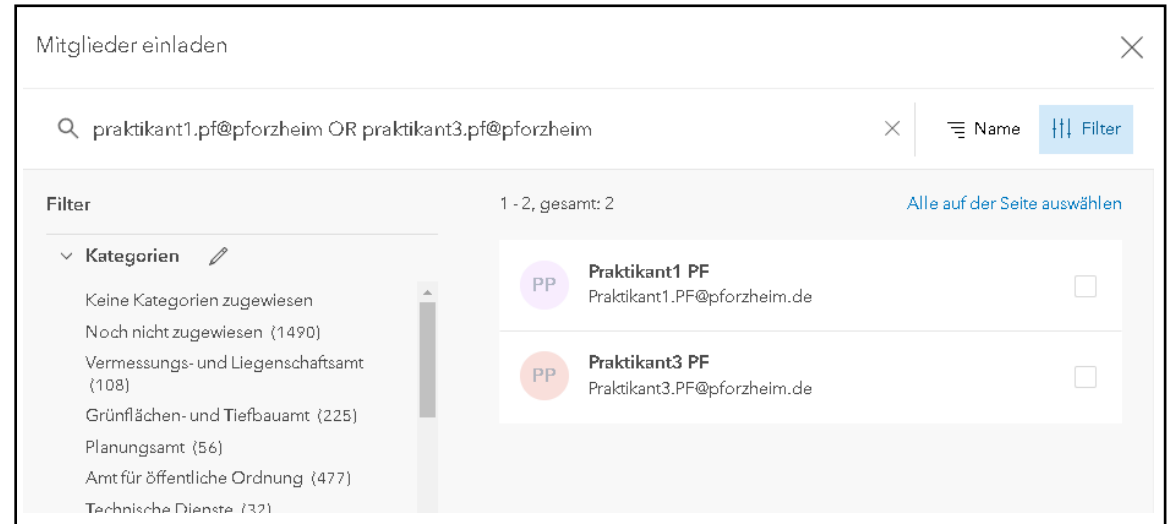 Mitglieder einladen
praktikant1.pf@pforzheim OR praktikant3.pf@pforzheim
Name
Filter
Filter
1 - 2, gesamt: 2
Alle auf der Seite auswählen
Kategorien
Keine Kategorien zugewiesen
Noch nicht zugewiesen (1490)
Vermessungs- und Liegenschaftsamt
(108)
Grünflächen- und Tiefbauamt (225)
Planungsamt (56)
Amt für öffentliche Ordnung (477)
Technische Dienste (32)
PP
Praktikant1 PF
Praktikant1.PF@pforzheim.de
PP
Praktikant3 PF
Praktikant3.PF@pforzheim.de